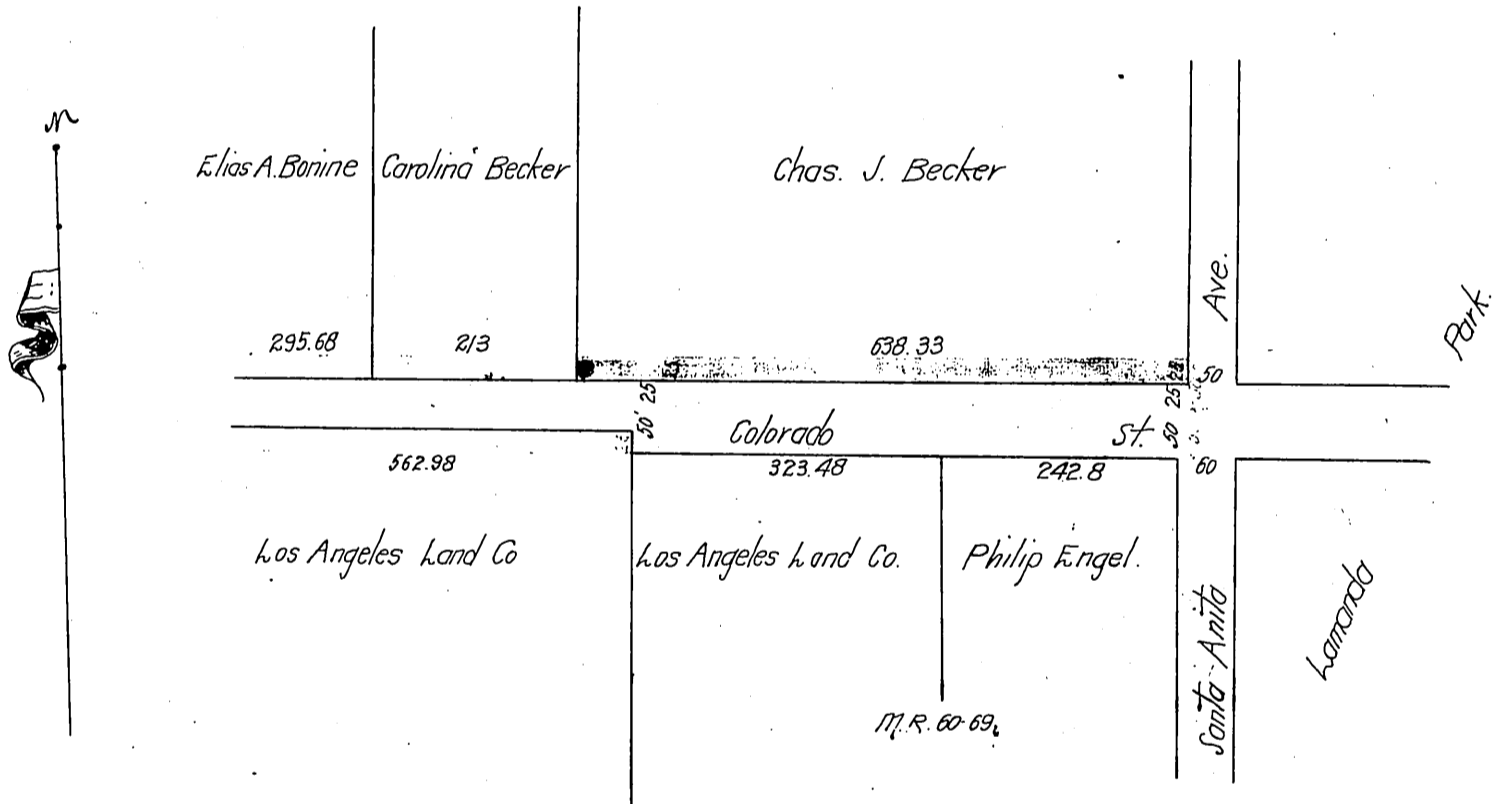 N
Elias A. Bonine
Carolina Becker
Chas. J. Becker
Ave.
Park.
295.68
213
638.33
50' 25
25
25
50
Colorado
St.
50
562.98
323.48
242.8
60
Los Angeles Land Co
Los Angeles Land Co.
Philip Engel.
Santa Anita
Lamanda
M.R. 60-69